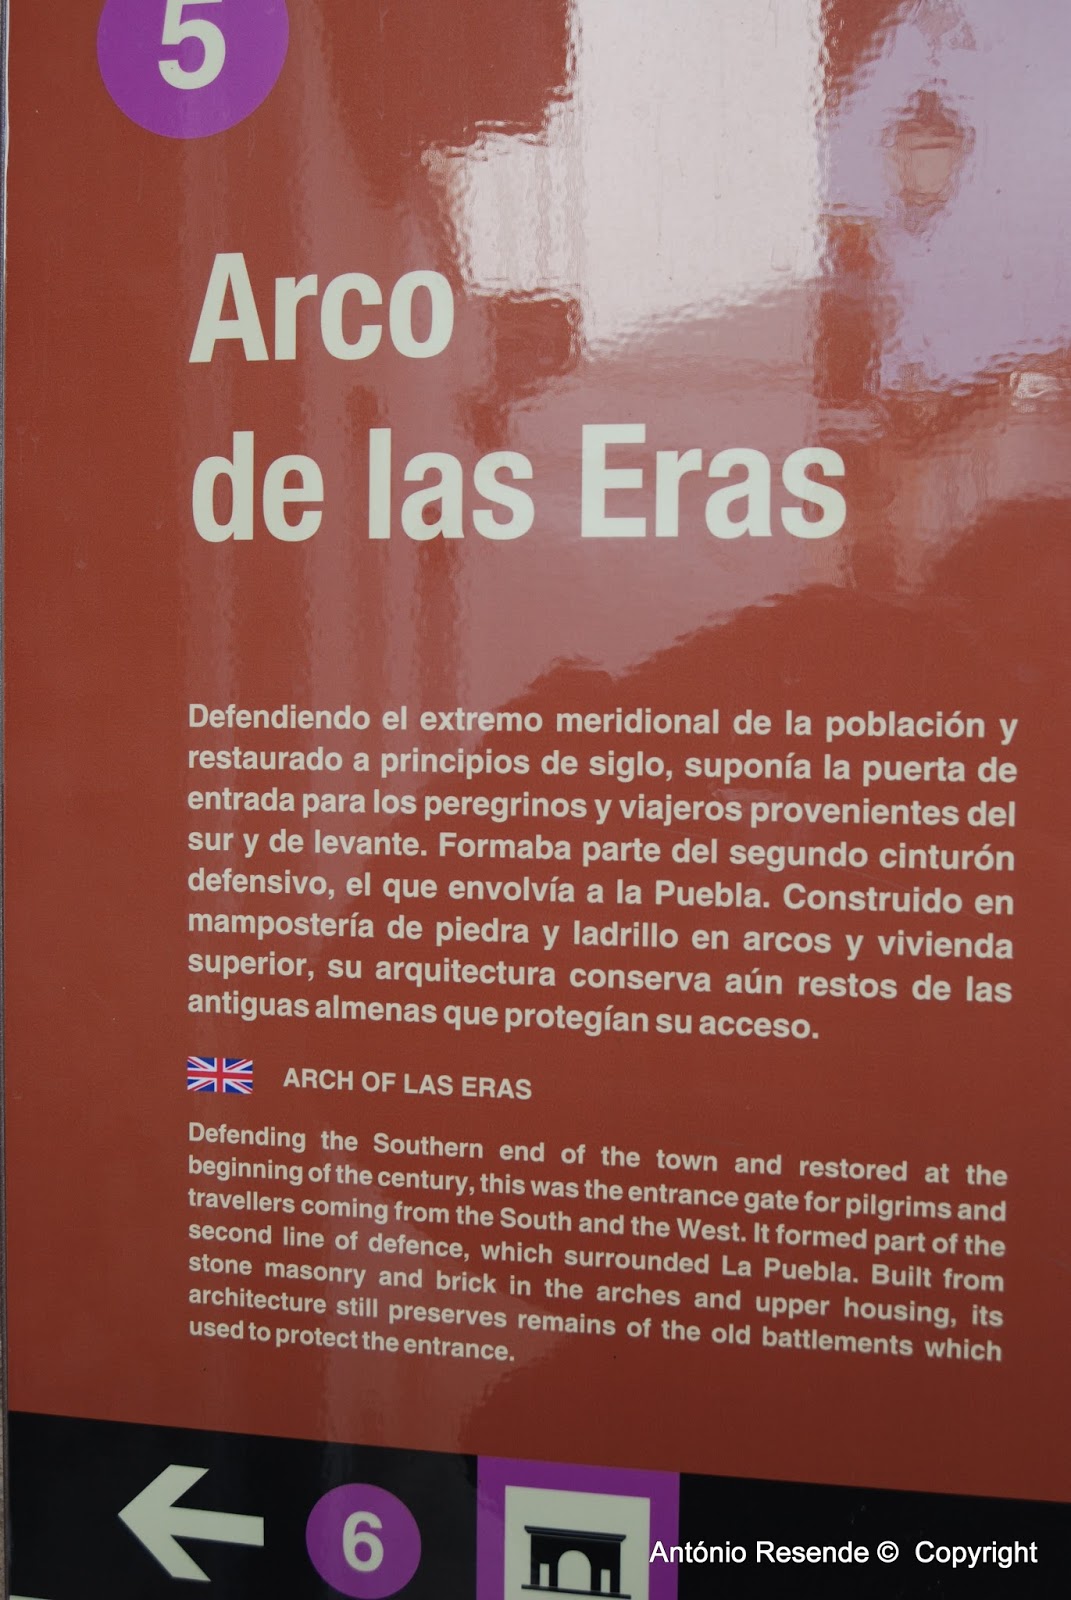 5
Arco
de las Eras
Defendiendo el extremo meridional de la población y
restaurado a principios de siglo, suponía la puerta de
entrada para los peregrinos y viajeros provenientes del
sur y de levante. Formaba parte del segundo cinturón
defensivo, el que envolvía a la Puebla. Construido en
mampostería de piedra y ladrillo en arcos y vivienda
superior, su arquitectura conserva aún restos de las
antiguas almenas que protegían su acceso.
ARCH OF LAS ERAS
Defending the Southern end of the town and restored at the
beginning of the century, this was the entrance gate for pilgrims and
travellers coming from the South and the West. It formed part of the
second line of defence, which surrounded La Puebla. Built from
stone masonry and brick in the arches and upper housing, its
architecture still preserves remains of the old battlements which
used to protect the entrance.
6
António Resende © Copyright